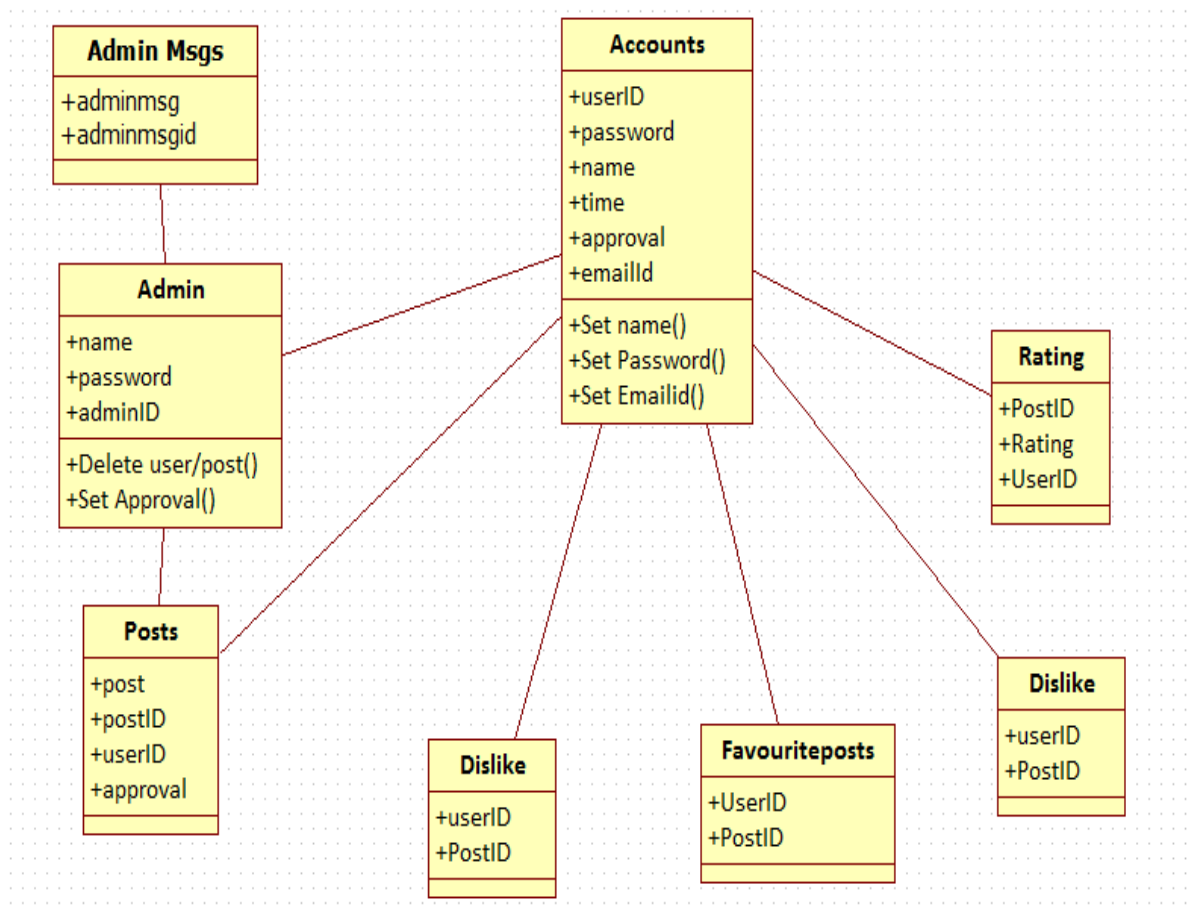 Admin Msgs
+adminmsg
+adminmsgid
Accounts
+userID
+password
+name
+time
+approval
+emailId
+Set name()
+Set Password()
+Set Emailid()
Admin
+name
+password
+adminID
+Delete user/post()
+Set Approval()
Rating
+PostID
+Rating
+UserID
Posts
+post
+postID
+userID
+approval
Dislike
+userID
+PostID
Favouriteposts
+UserID
+PostID
Dislike
+userID
+PostID